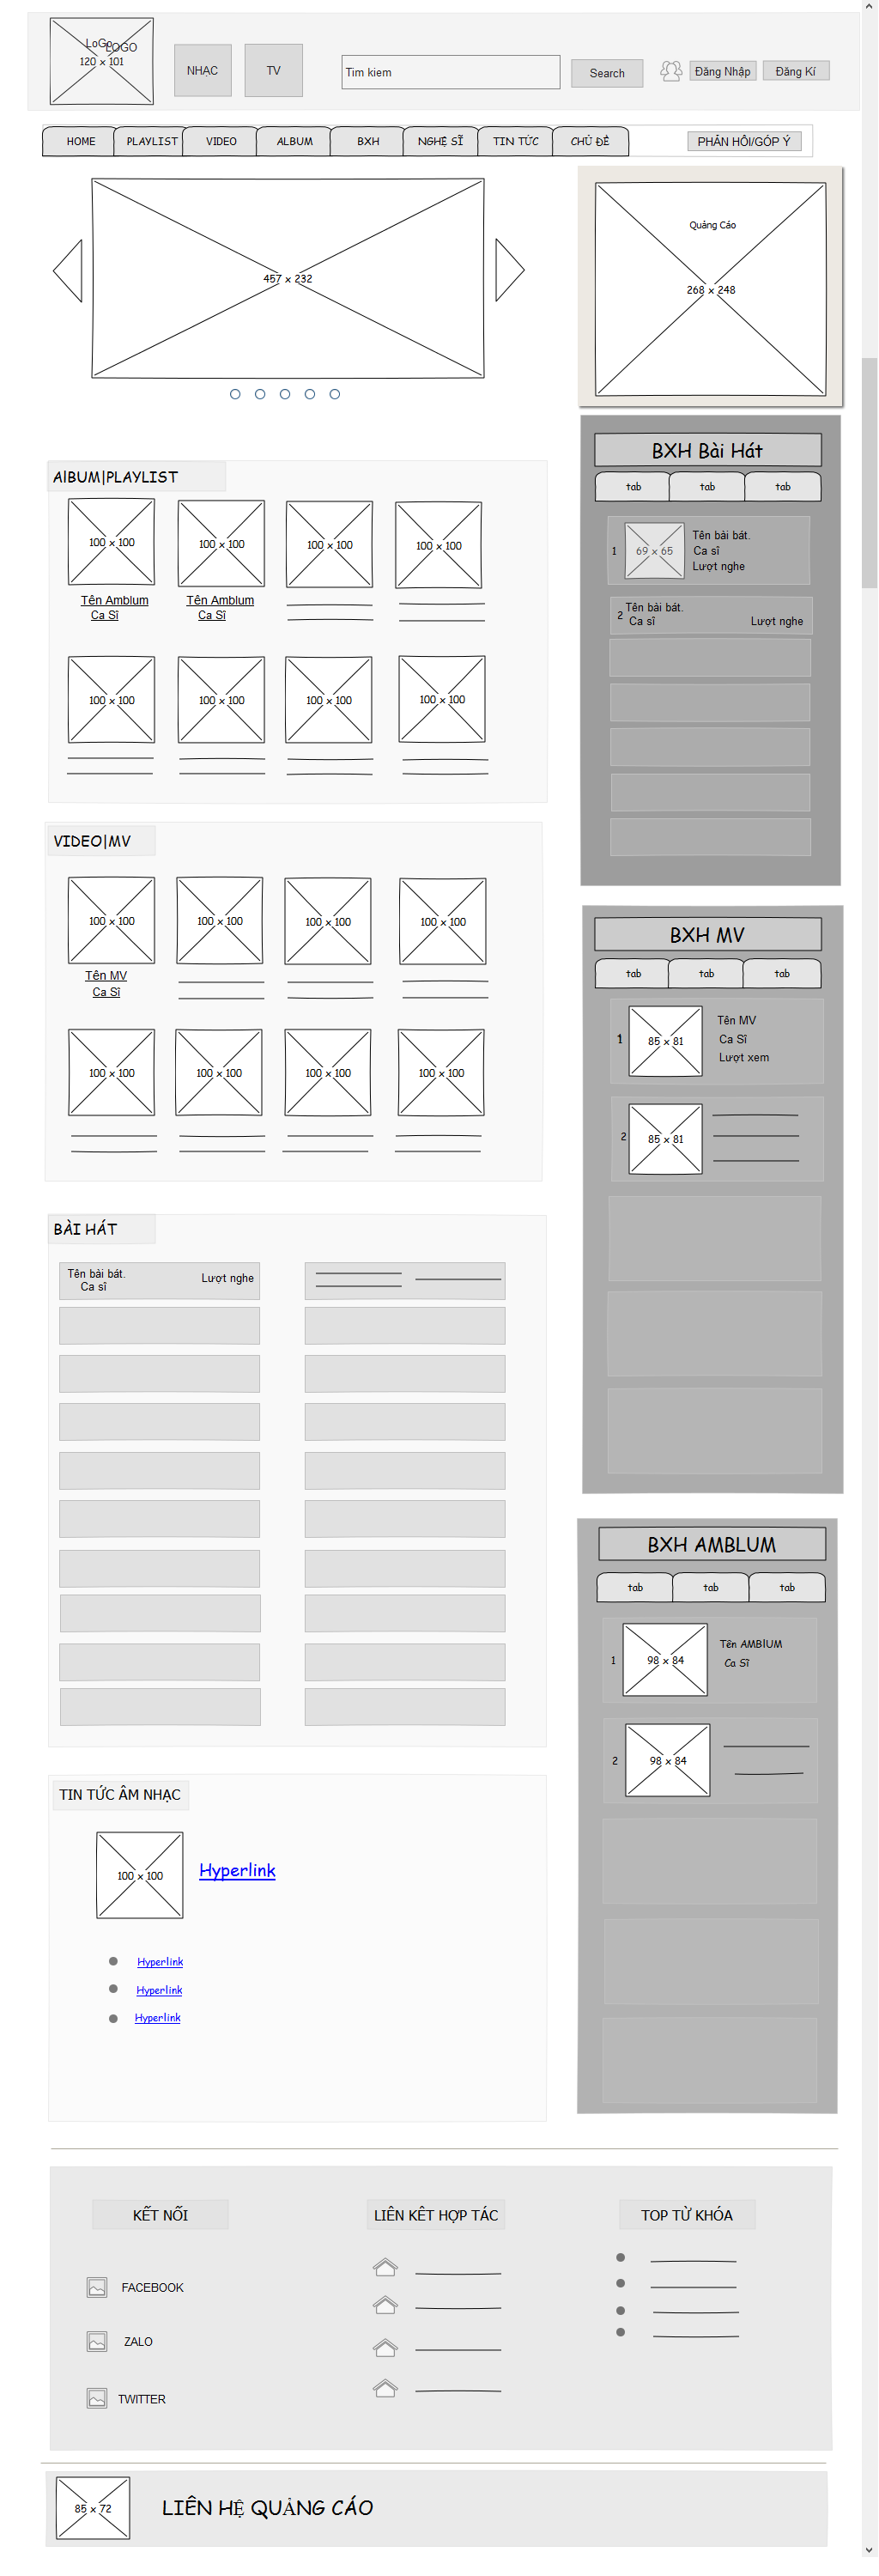 LoGo
LOGO
120 x 101
NHẠC
TV
Tim kiem
Search
Đăng Nhập
Đăng Kí
HOME
PLAYLIST
VIDEO
ALBUM
BXH
NGHỆ SĨ
TIN TỨC
CHỦ ĐỀ
PHẢN HỒI/GÓP Ý
457 x 232
Quảng Cáo
268 x 248
AlBUM|PLAYLIST
100 x 100
100 x 100
100 x 100
100 x 100
Tên Amblum
Ca Sĩ
Tên Amblum
Ca Sĩ
100 x 100
100 x 100
100 x 100
100 x 100
VIDEO|MV
100 x 100
100 x 100
100 x 100
100 x 100
Tên MV
Ca Sĩ
100 x 100
100 x 100
100 x 100
100 x 100
BÀI HÁT
Tên bài bát.
Ca sĩ
Lượt nghe
TIN TỨC ÂM NHẠC
100 x 100
Hyperlink
Hyperlink
Hyperlink
Hyperlink
BXH Bài Hát
tab
tab
tab
1
69 x 65
Tên bài bát.
Ca sĩ
Lượt nghe
2
Tên bài bát.
Ca sĩ
Lượt nghe
BXH MV
tab
tab
tab
1
85 x 81
Tên MV
Ca Sĩ
Lượt xem
2
85 x 81
BXH AMBLUM
tab
tab
tab
1
98 x 84
Tên AMBlUM
Ca Sĩ
2
98 x 84
KẾT NỐI
FACEBOOK
ZALO
TWITTER
LIÊN KẾT HỢP TÁC
TOP TỪ KHÓA
85 x 72
LIÊN HỆ QUẢNG CÁO